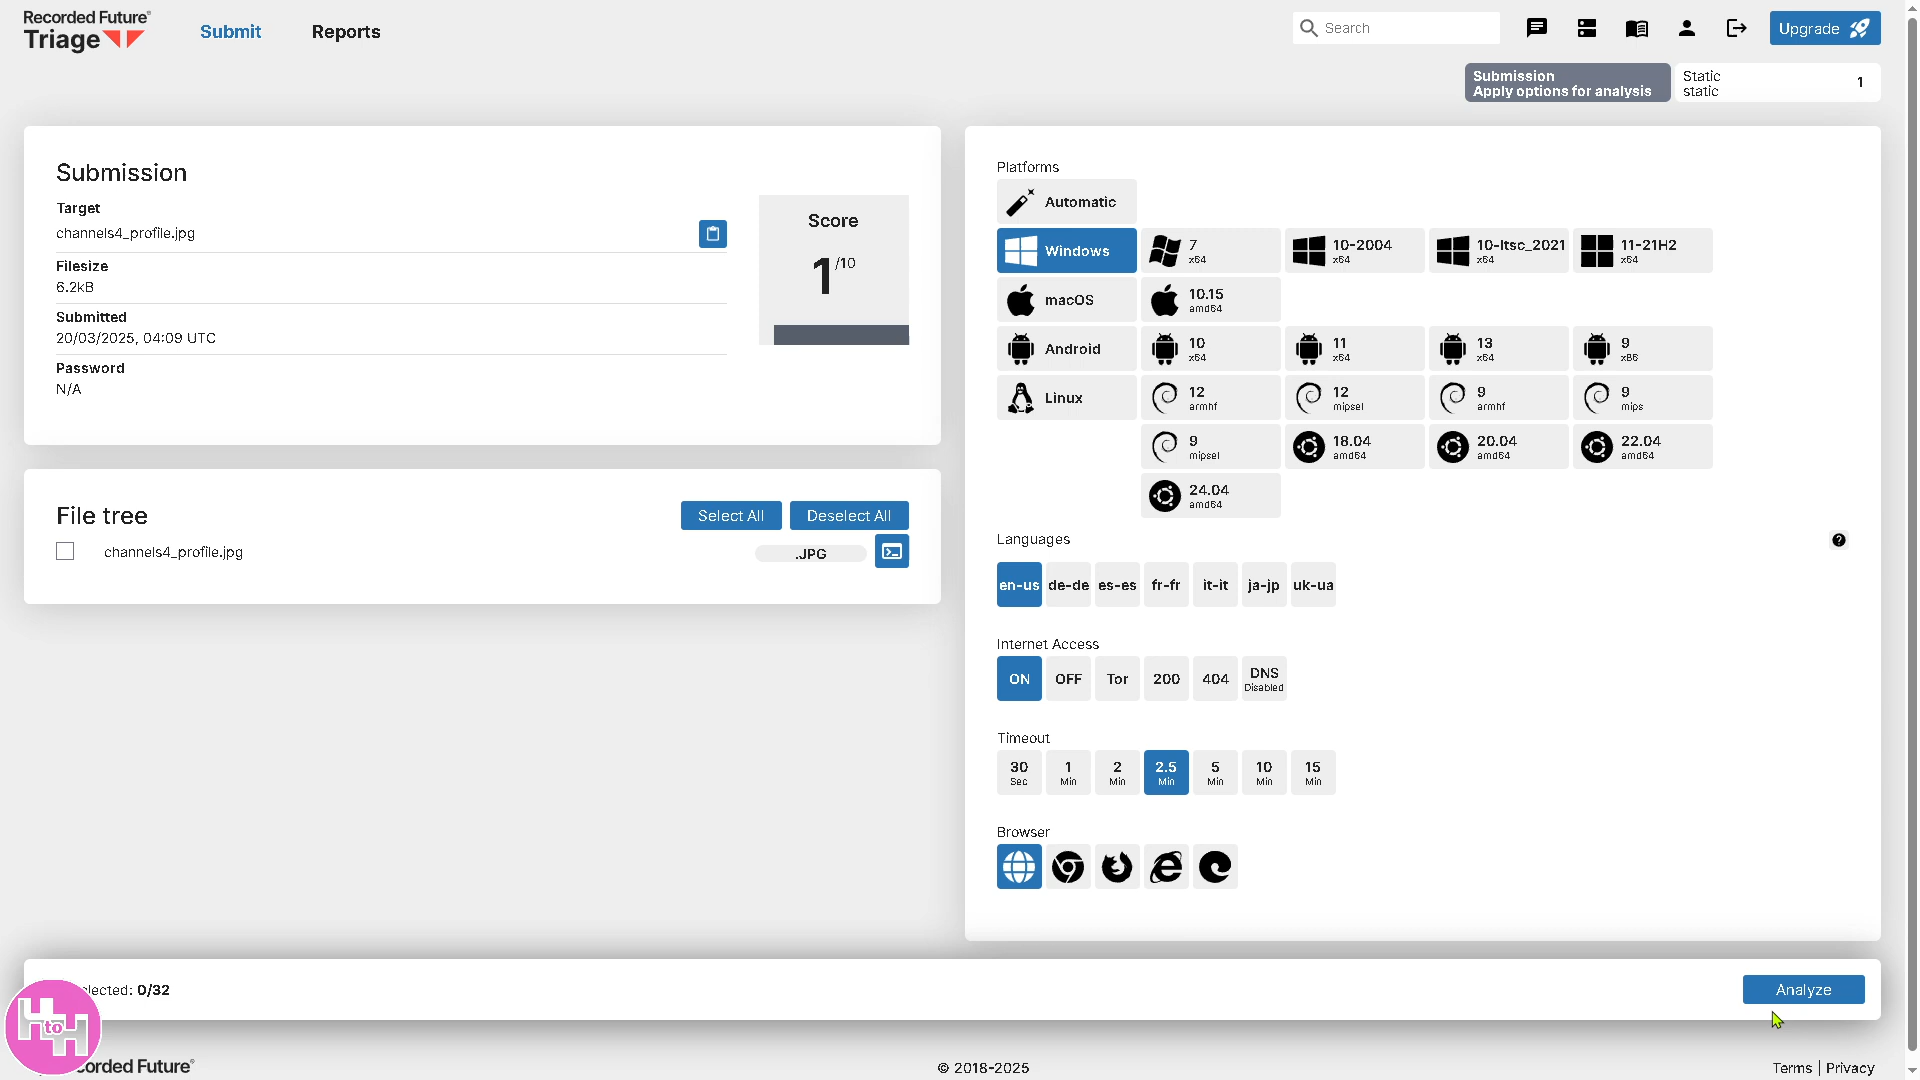 Recorded Future®
Triage
Submit
Reports
Search
Upgrade
Submission
Apply options for analysis
Static
static
1
Submission
Target
channels4_profile.jpg
Filesize
6.2kB
Submitted
20/03/2025, 04:09 UTC
Password
N/A
Score
1/10
File tree
Select All
Deselect All
channels4_profile.jpg
.JPG
Platforms
Automatic
Windows
7
x64
10-2004
x64
10-ltsc_2021
x64
11-21H2
x64
macOS
10.15
amd64
Android
10
x64
11
x64
13
x64
9
x86
Linux
12
armhf
12
mipsel
9
armhf
9
mips
9
mipsel
18.04
amd64
20.04
amd64
22.04
amd64
24.04
amd64
Languages
?
en-us
de-de
es-es
fr-fr
it-it
ja-jp
uk-ua
Internet Access
ON
OFF
Tor
200
404
DNS
Disabled
Timeout
30
Sec
1
Min
2
Min
2.5
Min
5
Min
10
Min
15
Min
Browser
lected: 0/32
Analyze
H to H
orded Future®
© 2018-2025
Terms | Privacy